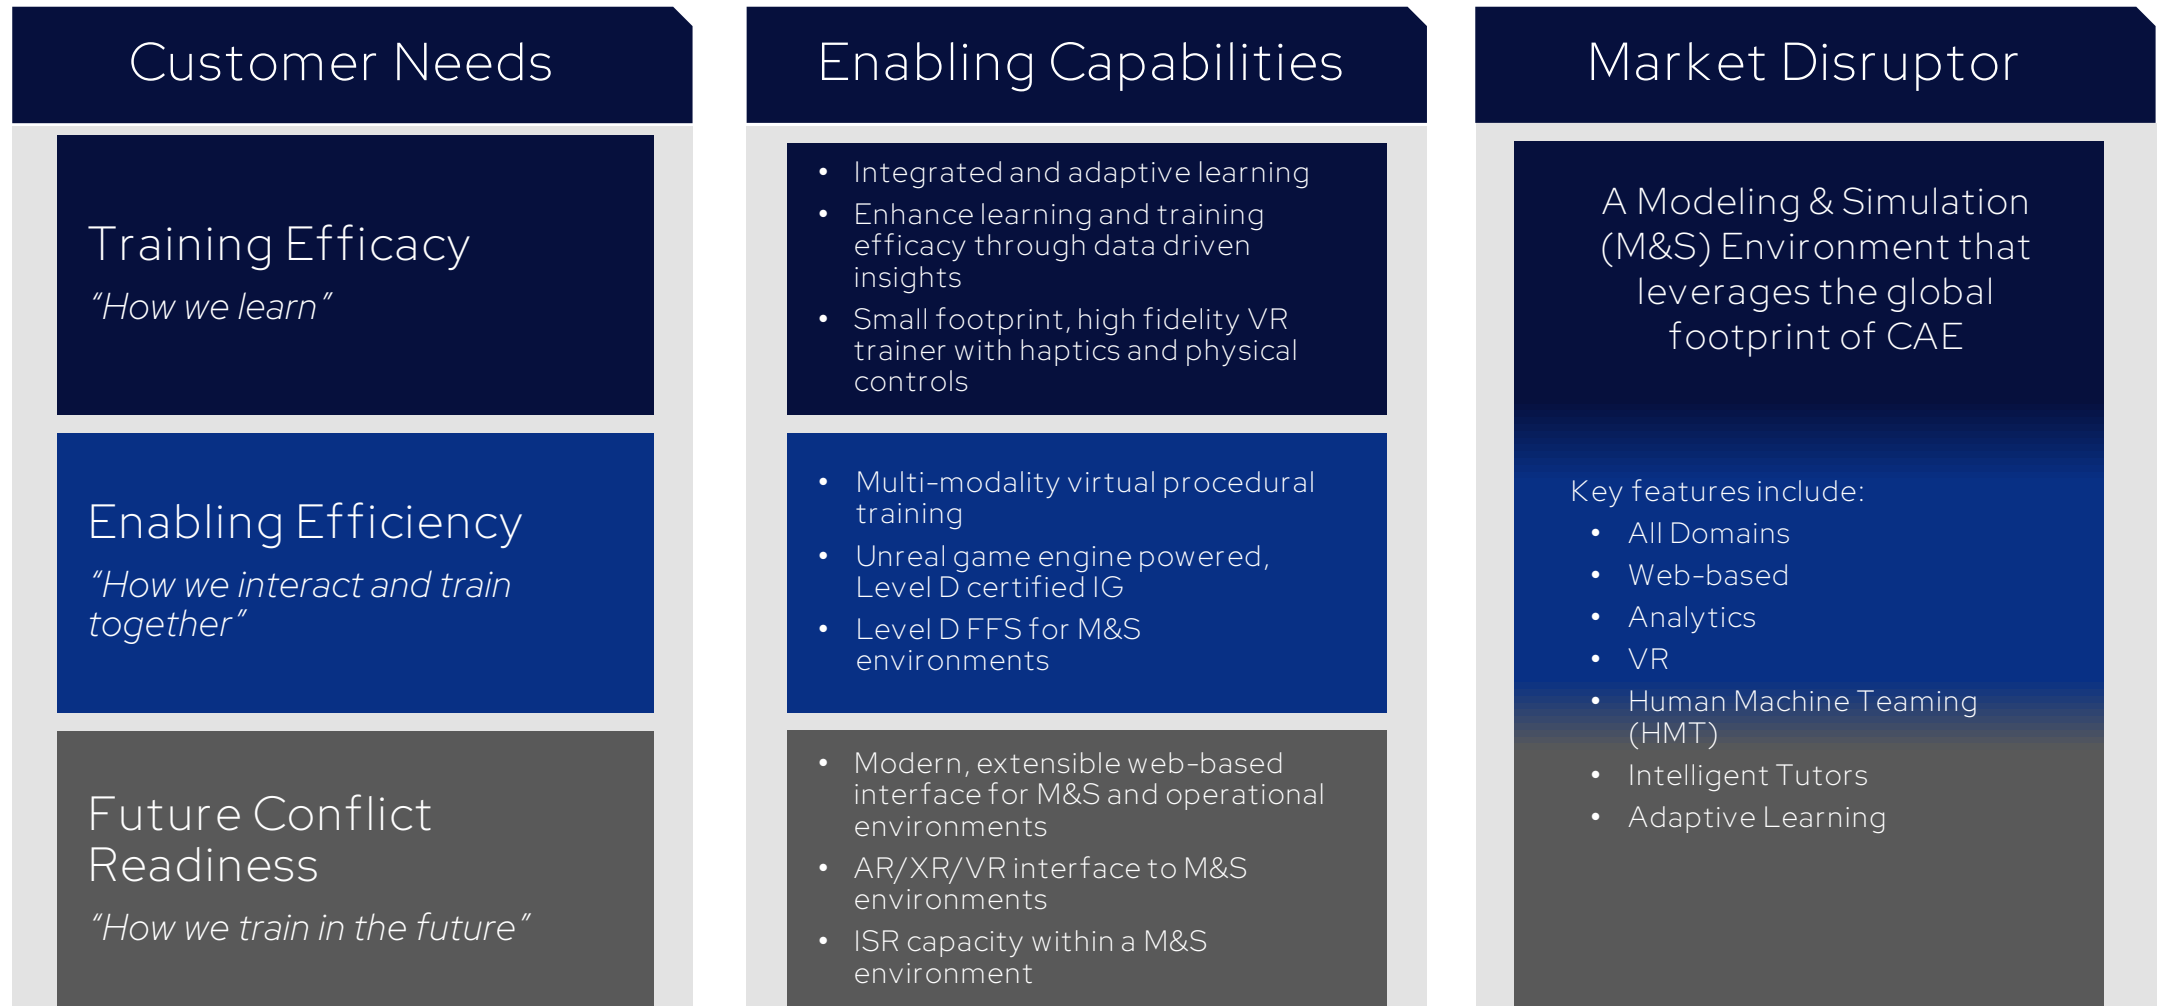 Customer Needs
Training Efficacy
“How we learn”
Enabling Efficiency
“How we interact and train
together”
Future Conflict
Readiness
“How we train in the future”
Enabling Capabilities
• Integrated and adaptive learning
• Enhance learning and training
efficacy through data driven
insights
• Small footprint, high fidelity VR
trainer with haptics and physical
controls
• Multi-modality virtual procedural
training
• Unreal game engine powered,
Level D certified IG
• Level D FFS for M&S
environments
• Modern, extensible web-based
interface for M&S and operational
environments
• AR/XR/VR interface to M&S
environments
• ISR capacity within a M&S
environment
Market Disruptor
A Modeling & Simulation
(M&S) Environment that
leverages the global
footprint of CAE
Key features include:
• All Domains
• Web-based
• Analytics
• VR
• Human Machine Teaming
(HMT)
• Intelligent Tutors
• Adaptive Learning